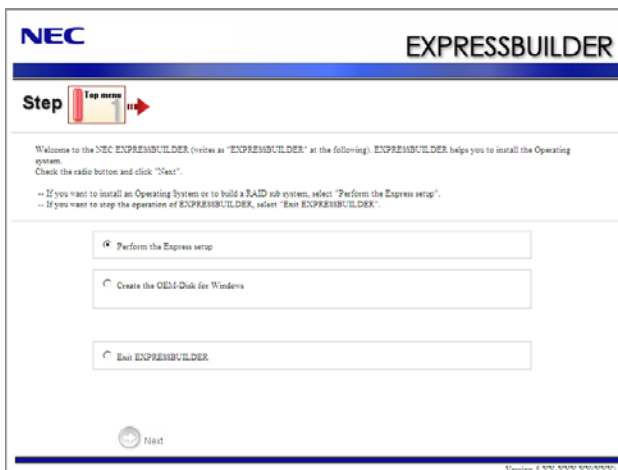 NEC
EXPRESSBUILDER
Step
Top menu
1
Welcome to the NEC EXPRESSBUILDER (writes as "EXPRESSBUILDER" at the following). EXPRESSBUILDER helps you to install the Operating
system.
Check the radio button and click "Next".
-- If you want to install an Operating System or to build a RAID sub system, select "Perform the Express setup".
-- If you want to stop the operation of EXPRESSBUILDER, select "Exit EXPRESSBUILDER".
Perform the Express setup
Create the OEM-Disk for Windows
Exit EXPRESSBUILDER
Next